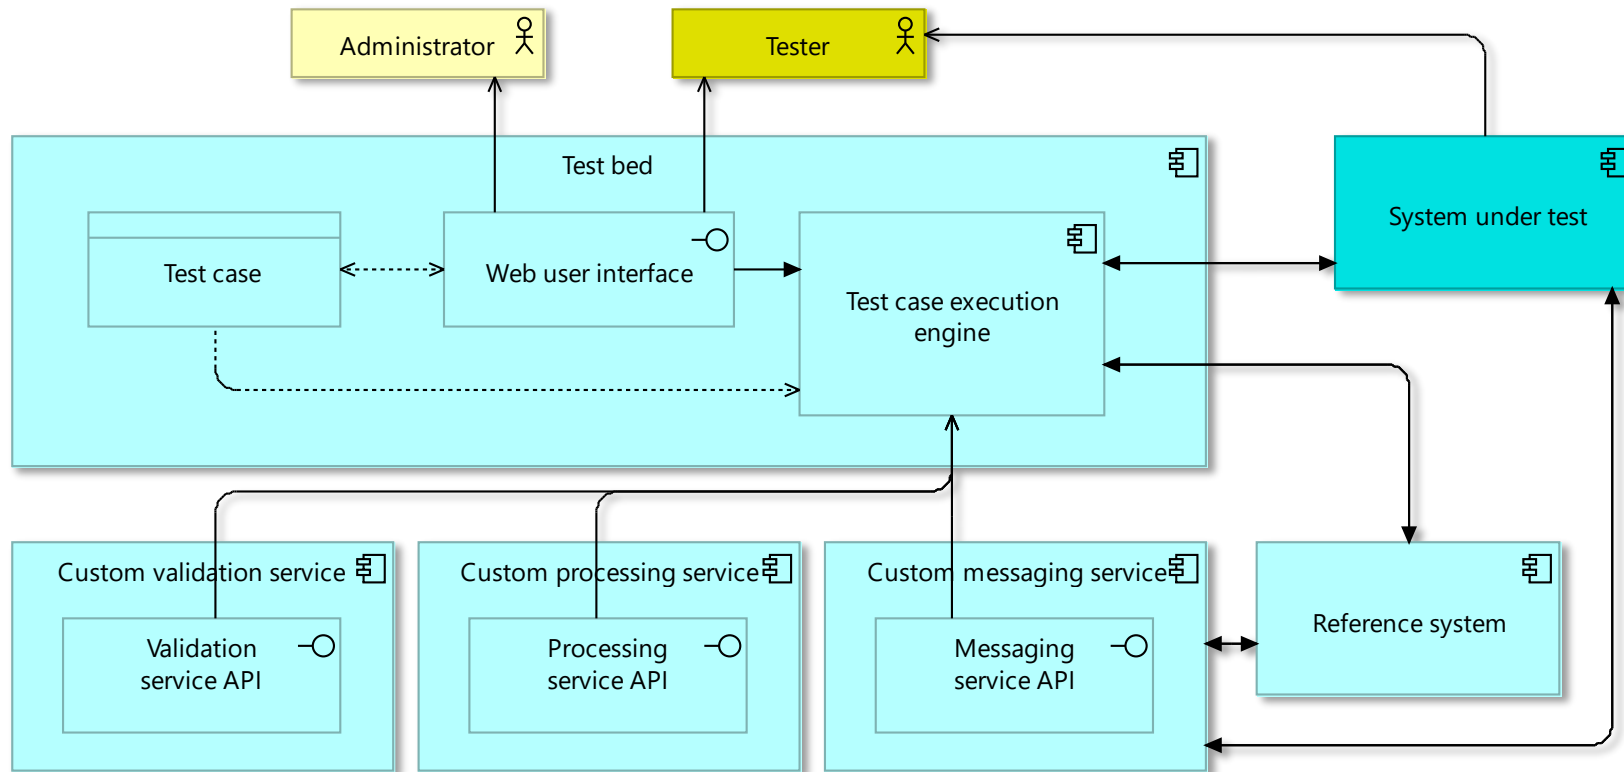 Administrator
Tester
Test bed
System under test
Test case
Web user interface
Test case execution
engine
Custom validation service
Custom processing service
Custom messaging service
Reference system
Validation
service API
Processing
service API
Messaging
service API